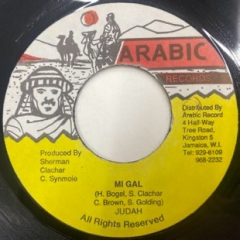 ARABIC
RECORDS
Distributed By
Arabic Record
4 Half-Way
Tree Road,
Kingston 5
Jamaica, W.I.
Tel: 929-6109
968-2232
Produced By
Sherman
Clachar
C. Synmoie
MI GAL
(H. Bogel, S. Clachar
C. Brown, S. Golding)
JUDAH
All Rights Reserved